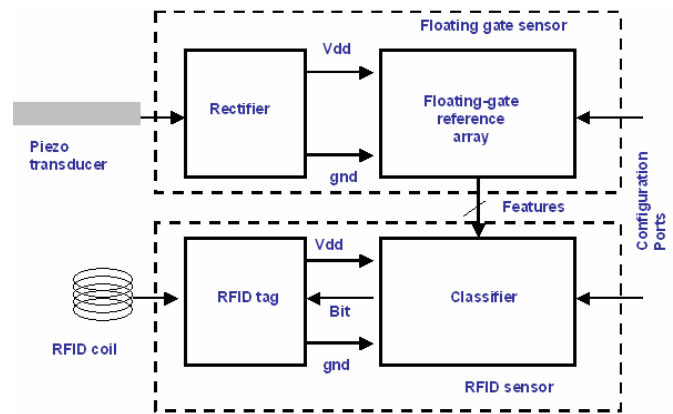 Floating gate sensor
Vdd
Rectifier
Floating-gate
reference
array
Piezo
transducer
gnd
Features
Configuration
Ports
Vdd
RFID tag
Bit
Classifier
RFID coil
gnd
RFID sensor